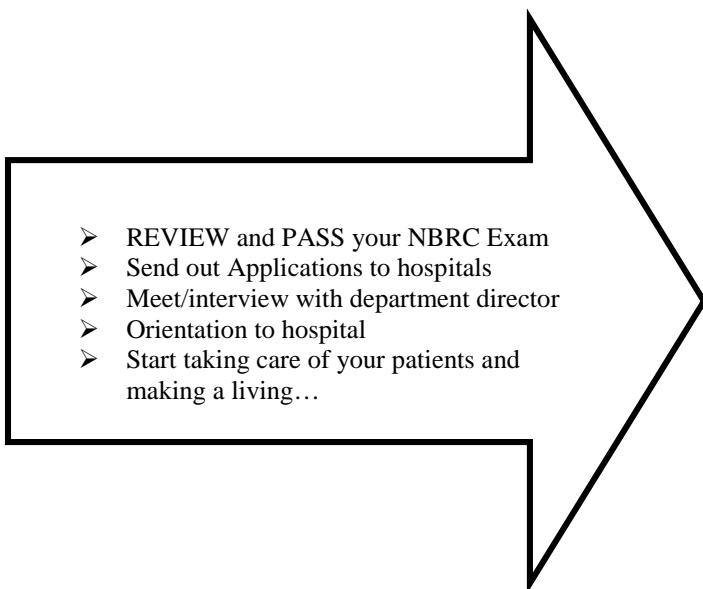 ➢ REVIEW and PASS your NBRC Exam
➢ Send out Applications to hospitals
➢ Meet/interview with department director
➢ Orientation to hospital
➢ Start taking care of your patients and
making a living…